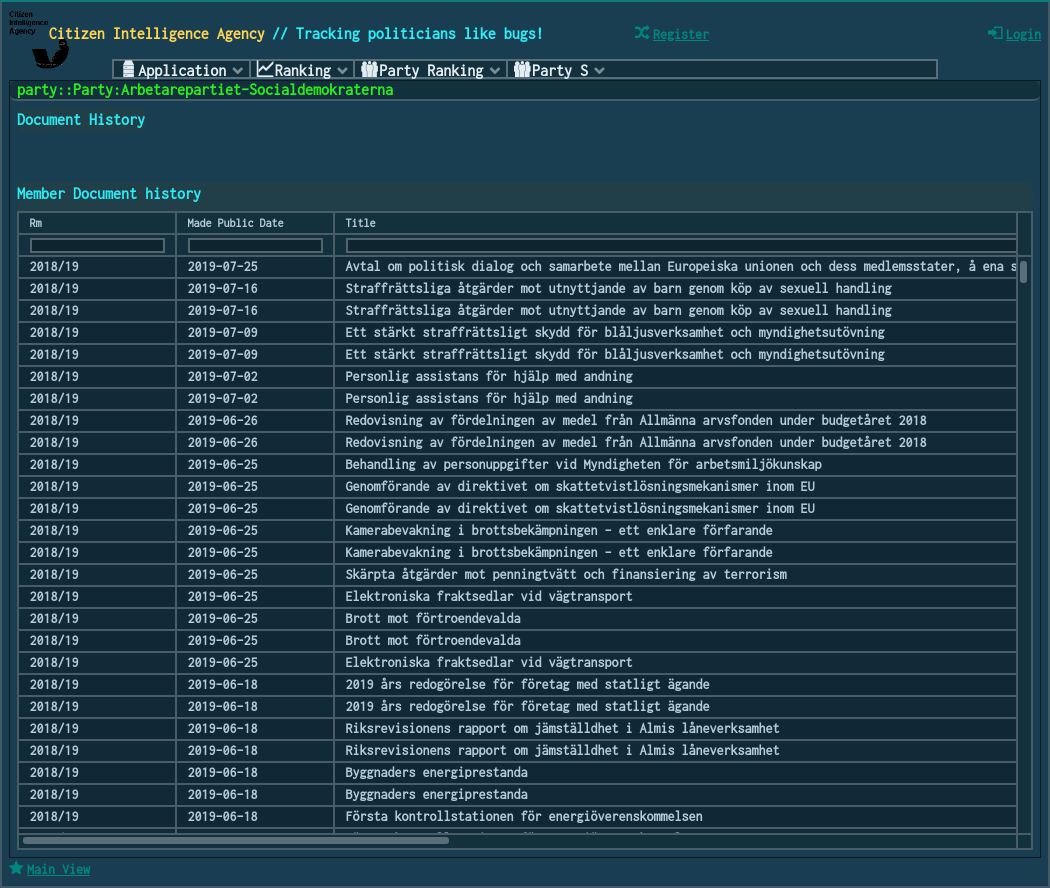 Citizen
Intelligence
Agency
Citizen Intelligence Agency // Tracking politicians like bugs!
Register
Login
Application Ranking Party Ranking Party S
party::Party:Arbetarepartiet-Socialdemokraterna
Document History
Member Document history
Rm Made Public Date Title
2018/19 2019-07-25 Avtal om politisk dialog och samarbete mellan Europeiska unionen och dess medlemsstater, å ena s
2018/19 2019-07-16 Straffrättsliga åtgärder mot utnyttjande av barn genom köp av sexuell handling
2018/19 2019-07-16 Straffrättsliga åtgärder mot utnyttjande av barn genom köp av sexuell handling
2018/19 2019-07-09 Ett stärkt straffrättsligt skydd för blåljusverksamhet och myndighetsutövning
2018/19 2019-07-09 Ett stärkt straffrättsligt skydd för blåljusverksamhet och myndighetsutövning
2018/19 2019-07-02 Personlig assistans för hjälp med andning
2018/19 2019-07-02 Personlig assistans för hjälp med andning
2018/19 2019-06-26 Redovisning av fördelningen av medel från Allmänna arvsfonden under budgetåret 2018
2018/19 2019-06-26 Redovisning av fördelningen av medel från Allmänna arvsfonden under budgetåret 2018
2018/19 2019-06-25 Behandling av personuppgifter vid Myndigheten för arbetsmiljökunskap
2018/19 2019-06-25 Genomförande av direktivet om skattetvistlösningsmekanismer inom EU
2018/19 2019-06-25 Genomförande av direktivet om skattetvistlösningsmekanismer inom EU
2018/19 2019-06-25 Kamerabevakning i brottsbekämpningen – ett enklare förfarande
2018/19 2019-06-25 Kamerabevakning i brottsbekämpningen – ett enklare förfarande
2018/19 2019-06-25 Skärpta åtgärder mot penningtvätt och finansiering av terrorism
2018/19 2019-06-25 Elektroniska fraktsedlar vid vägtransport
2018/19 2019-06-25 Brott mot förtroendevalda
2018/19 2019-06-25 Brott mot förtroendevalda
2018/19 2019-06-25 Elektroniska fraktsedlar vid vägtransport
2018/19 2019-06-18 2019 års redogörelse för företag med statligt ägande
2018/19 2019-06-18 2019 års redogörelse för företag med statligt ägande
2018/19 2019-06-18 Riksrevisionens rapport om jämställdhet i Almis låneverksamhet
2018/19 2019-06-18 Riksrevisionens rapport om jämställdhet i Almis låneverksamhet
2018/19 2019-06-18 Byggnaders energiprestanda
2018/19 2019-06-18 Byggnaders energiprestanda
2018/19 2019-06-18 Första kontrollstationen för energiöverenskommelsen
Main View